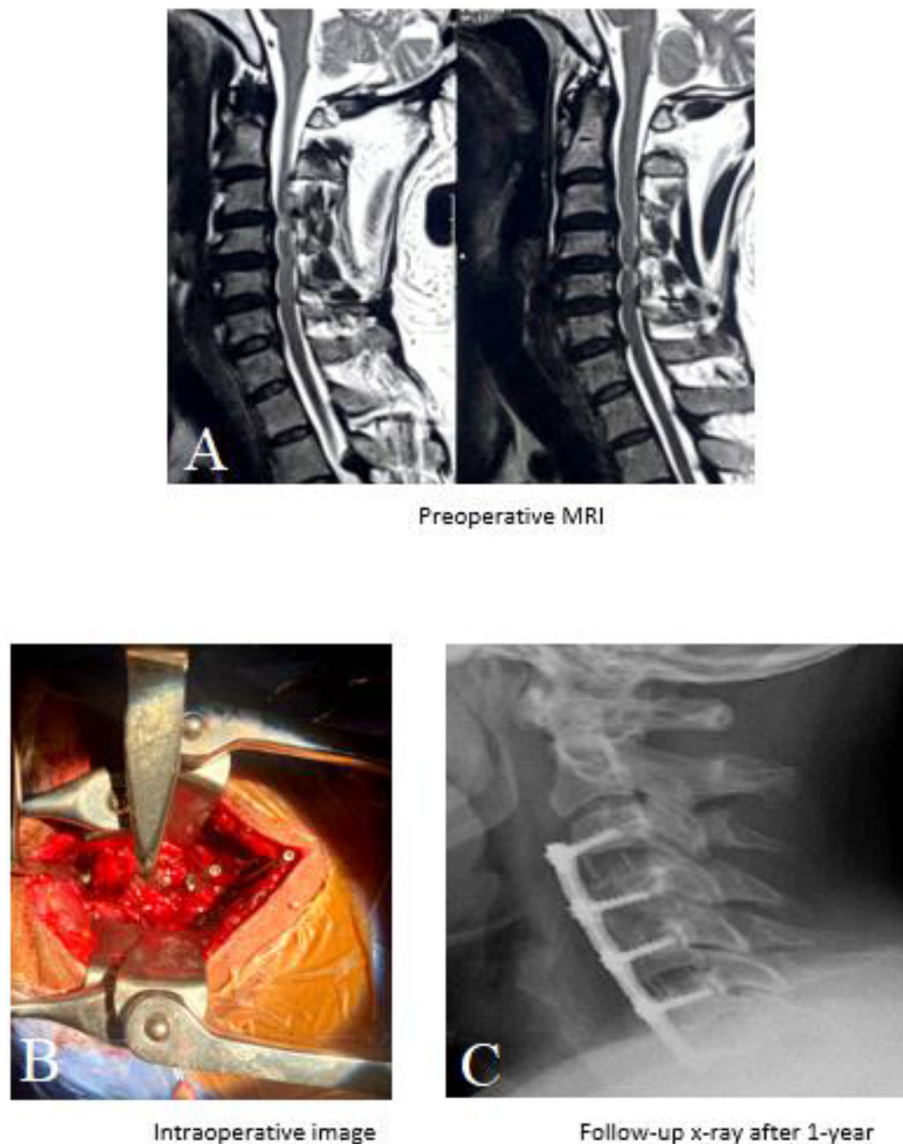 A
Preoperative MRI
B
C
Intraoperative image
Follow-up x-ray after 1-year